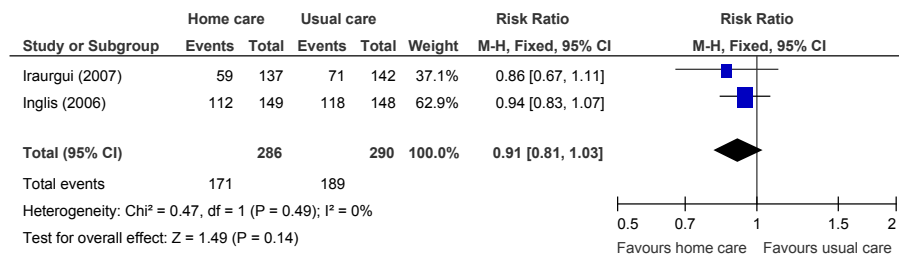 Home care Usual care Risk Ratio Risk Ratio
Study or Subgroup Events Total Events Total Weight M-H, Fixed, 95% CI M-H, Fixed, 95% CI
Iraurgui (2007) 59 137 71 142 37.1% 0.86 [0.67, 1.11]
Inglis (2006) 112 149 118 148 62.9% 0.94 [0.83, 1.07]
Total (95% CI) 286 290 100.0% 0.91 [0.81, 1.03]
Total events 171 189
Heterogeneity: Chi² = 0.47, df = 1 (P = 0.49); I² = 0%
Test for overall effect: Z = 1.49 (P = 0.14)
0.5 0.7 1 1.5 2
Favours home care Favours usual care